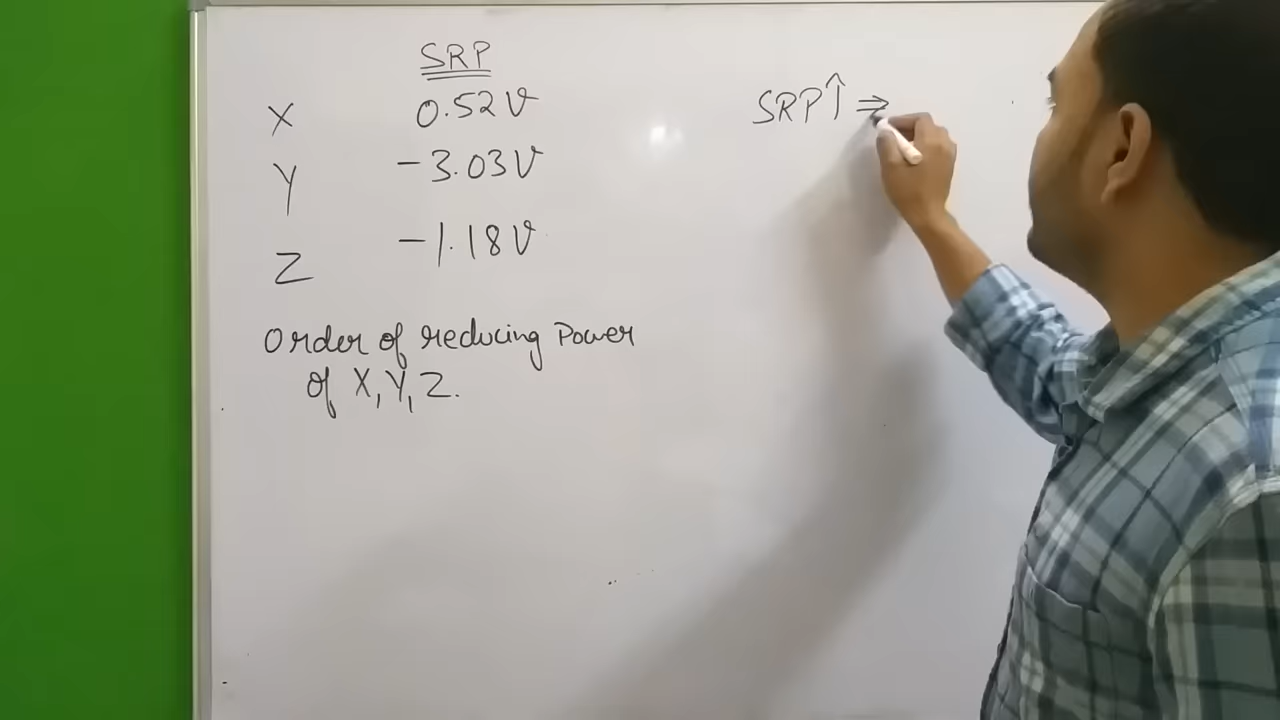 SRP
X 0.52V
Y -3.03V
Z -1.18V
Order of reducing Power
of X, Y, Z.
SRP↑ ⇒